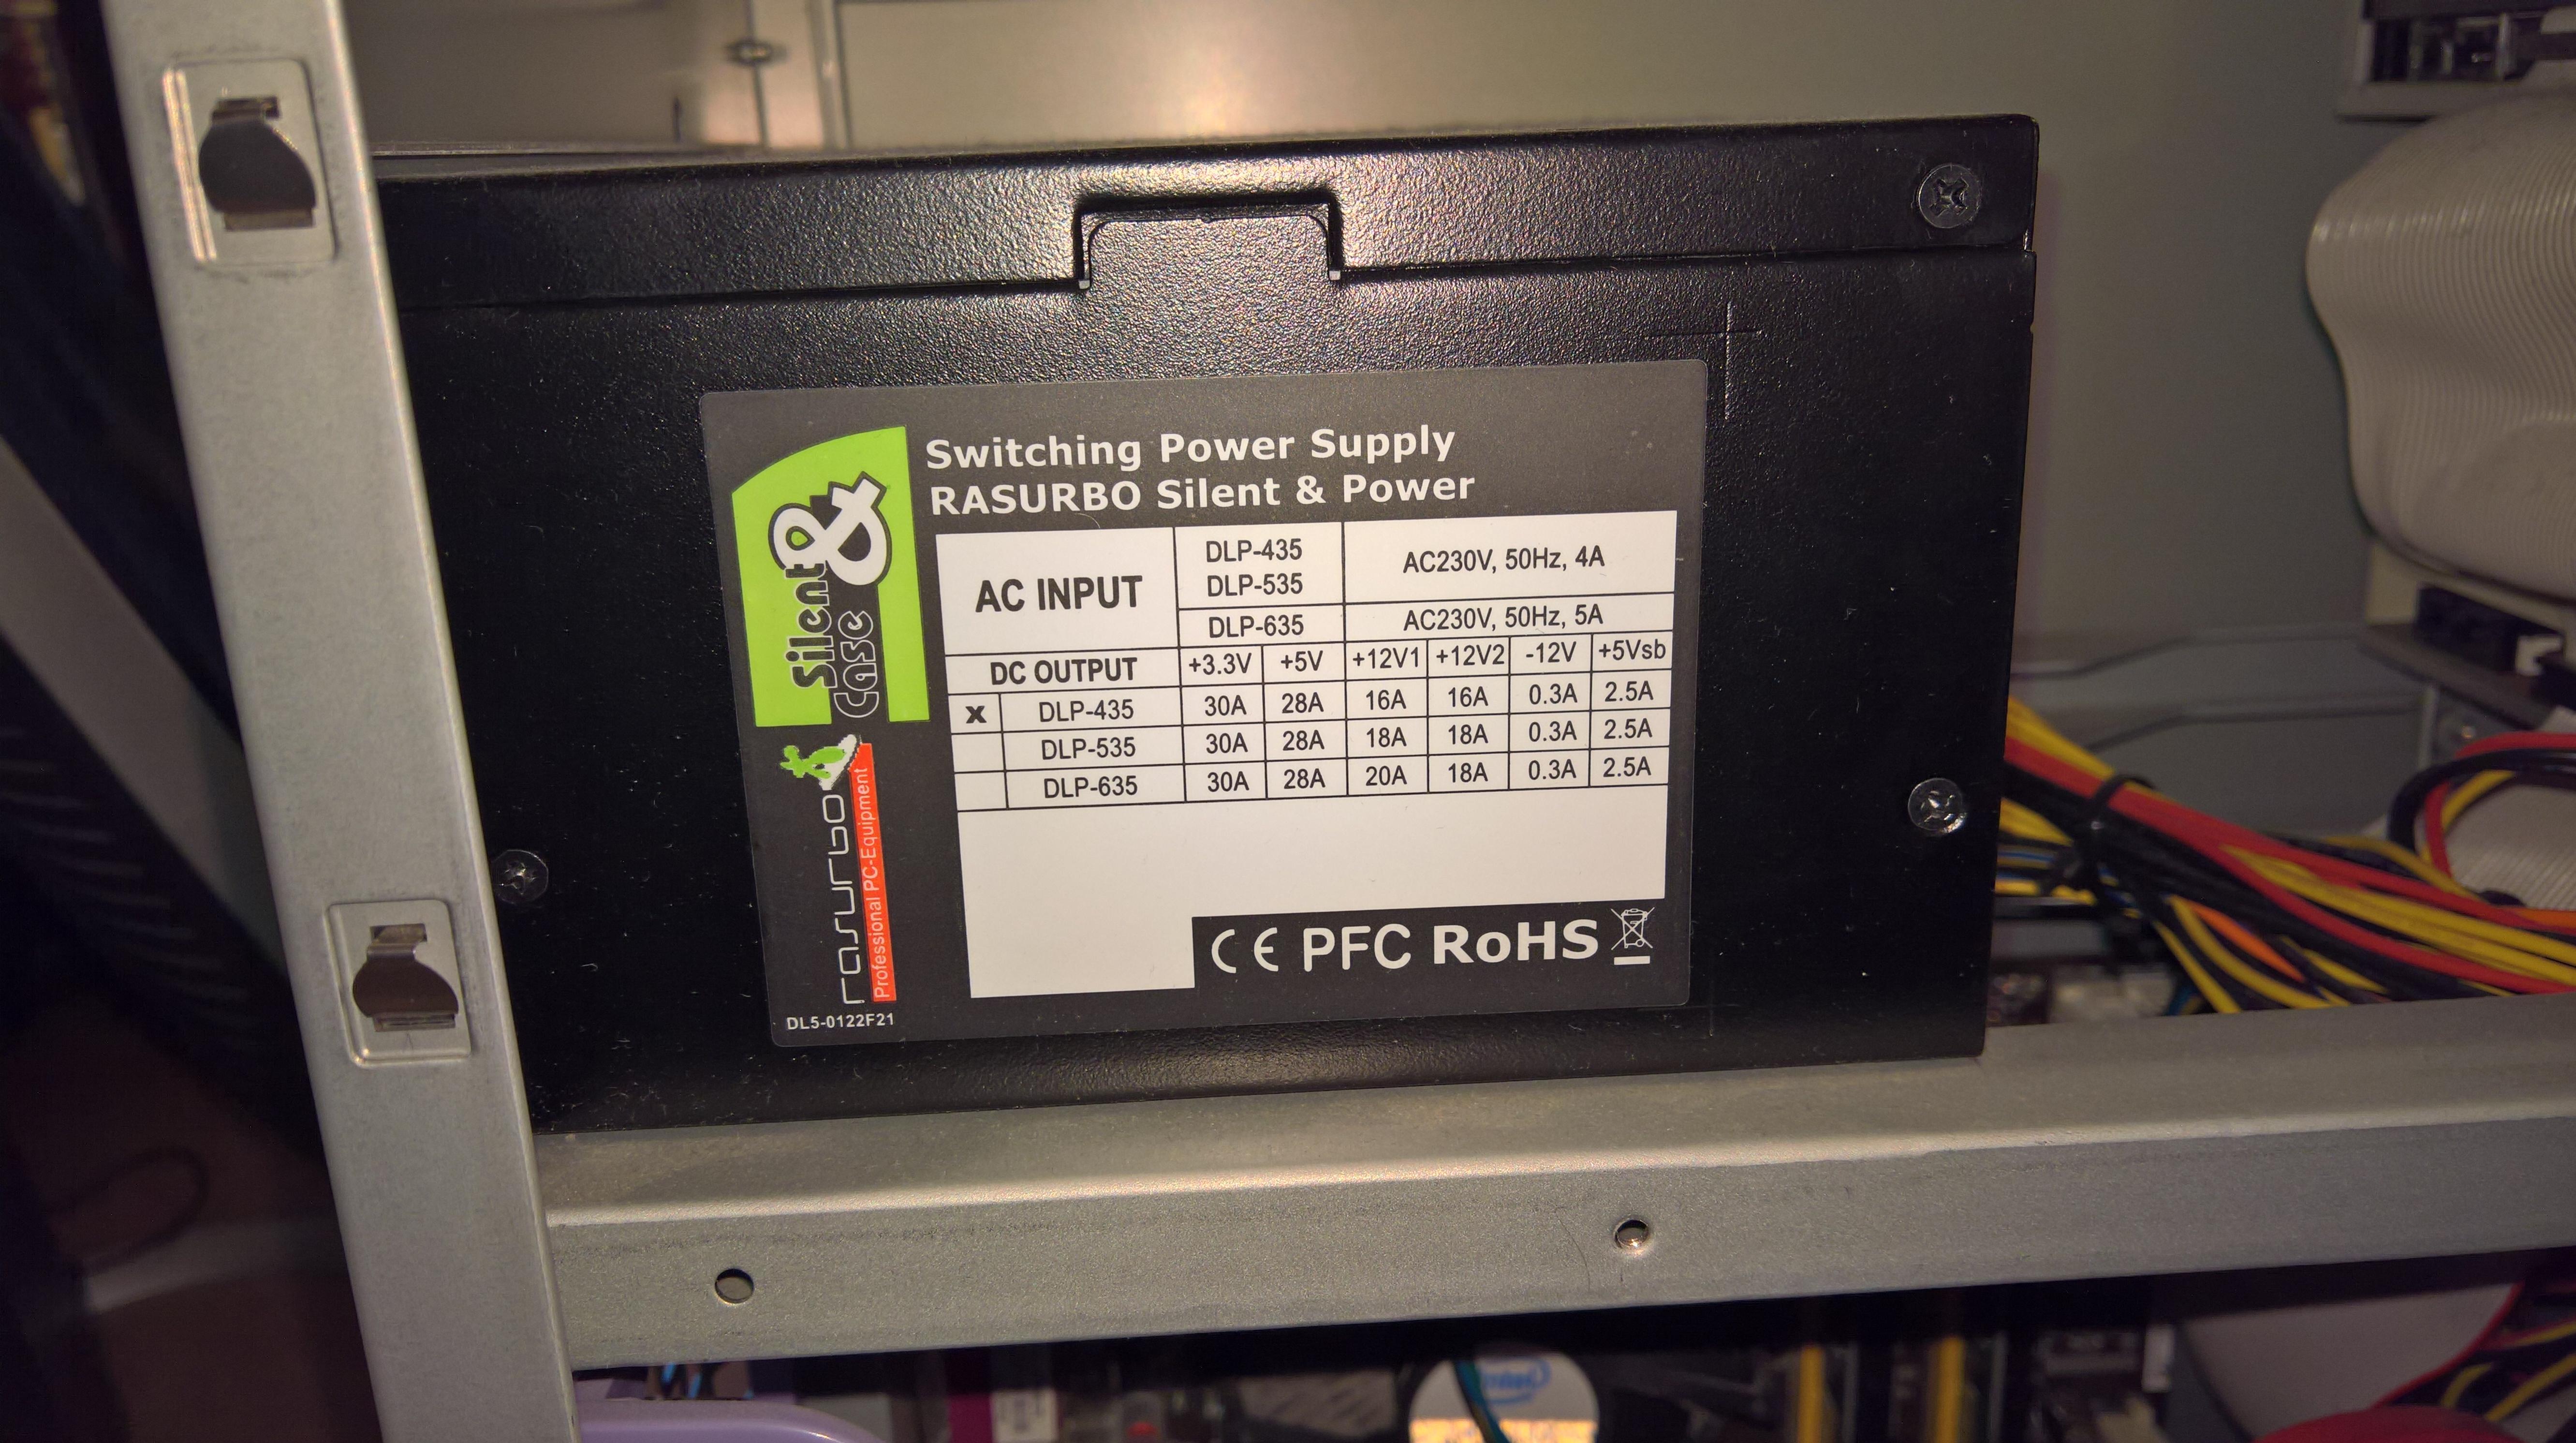 Switching Power Supply
RASURBO Silent & Power
Silent &
case
rasurbo
Professional PC-Equipment
AC INPUT
DLP-435
DLP-535
AC230V, 50Hz, 4A
DLP-635
AC230V, 50Hz, 5A
DC OUTPUT +3.3V +5V +12V1 +12V2 -12V +5Vsb
X DLP-435 30A 28A 16A 16A 0.3A 2.5A
DLP-535 30A 28A 18A 18A 0.3A 2.5A
DLP-635 30A 28A 20A 18A 0.3A 2.5A
CE PFC RoHS
DL5-0122F21
intel